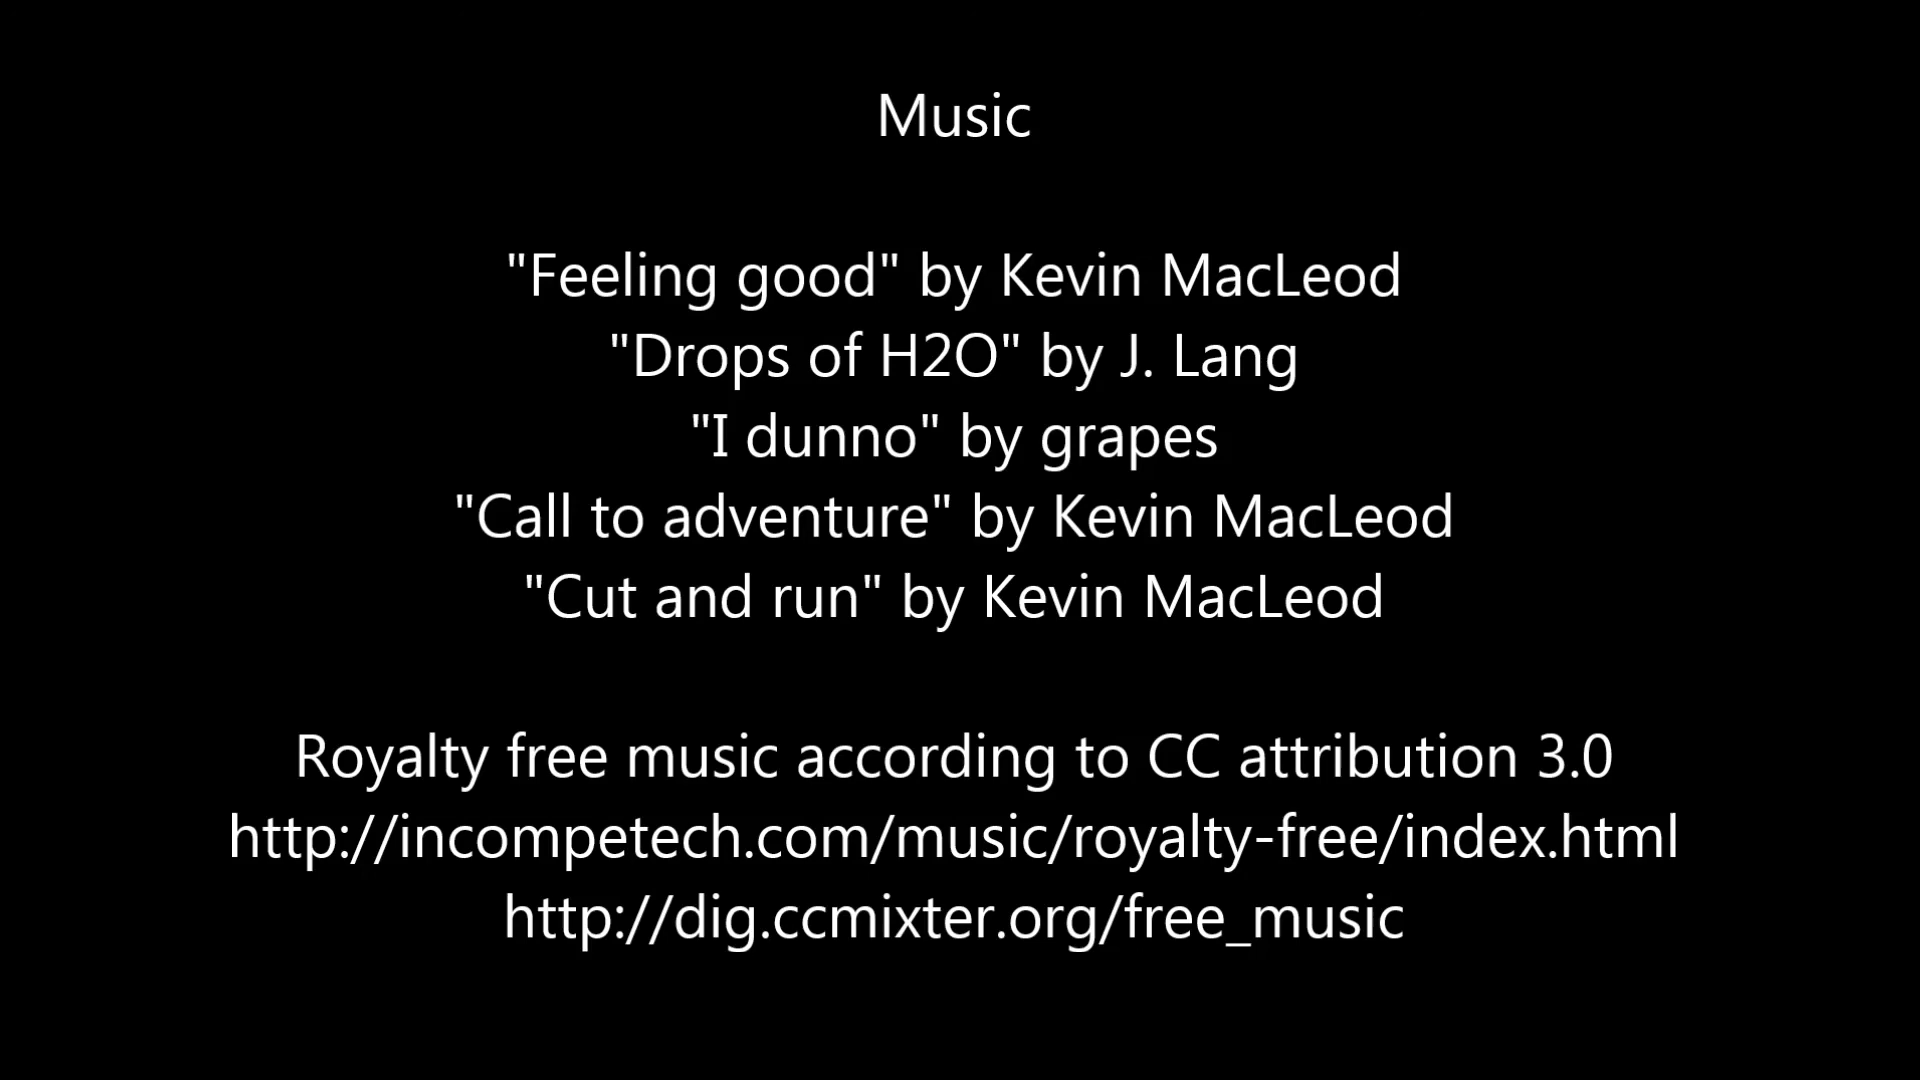 Music
"Feeling good" by Kevin MacLeod
"Drops of H2O" by J. Lang
"I dunno" by grapes
"Call to adventure" by Kevin MacLeod
"Cut and run" by Kevin MacLeod
Royalty free music according to CC attribution 3.0
http://incompetech.com/music/royalty-free/index.html
http://dig.ccmixter.org/free_music